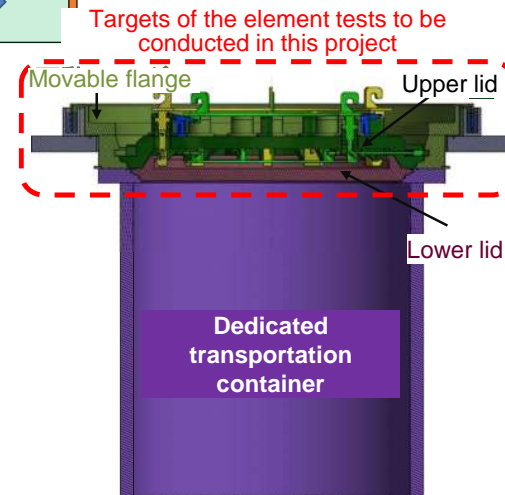 Targets of the element tests to be
conducted in this project
Movable flange
Upper lid
Lower lid
Dedicated
transportation
container